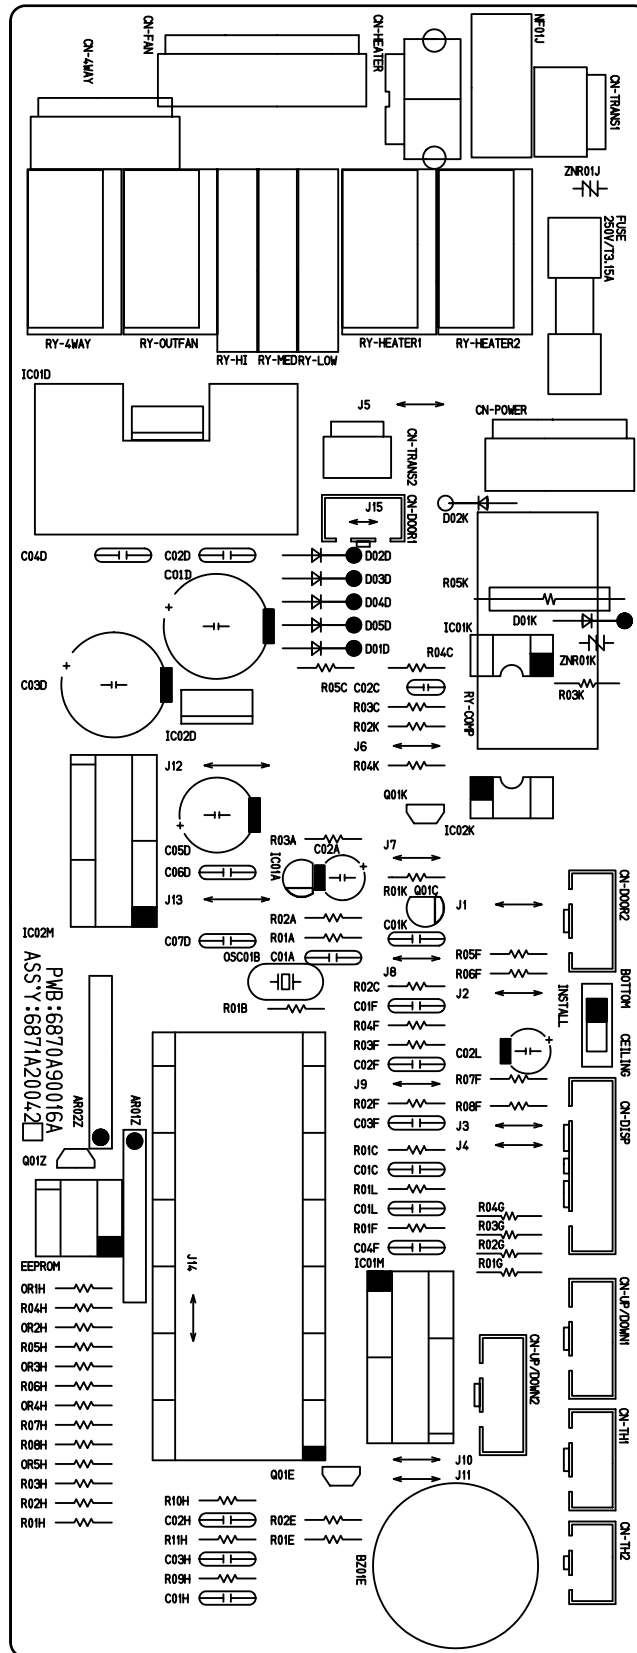 CN-4WAY
CN-FAN
CN-HEATER
NF01J
CN-TRANS1
ZNR01J
FUSE
250V/T3.15A
RY-4WAY
RY-OUTFAN
RY-HI
RY-MED
RY-LOW
RY-HEATER1
RY-HEATER2
IC01D
J5
CN-TRANS2
CN-POWER
J15
CN-DOOR1
D02K
C04D
C02D
D02D
C01D
D03D
R05K
D04D
D05D
D01K
IC01K
D01D
R04C
ZNR01K
C03D
R05C
C02C
R03K
R03C
RY-COMP
R02K
IC02D
J6
J12
R04K
Q01K
IC02K
C05D
R03A
C02A
J7
IC01A
C06D
R01K
Q01C
CN-DOOR2
J13
J1
R02A
C01K
IC02M
C07D
R01A
OSC01B
C01A
R05F
J8
R06F
BOTTOM
R02C
J2
INSTALL
R01B
C01F
R04F
PWB:6870A90016A
ASS'Y:6871A20042
R03F
C02L
CEILING
C02F
R07F
J9
AR02Z
AR01Z
R02F
R08F
CN-DISP
C03F
J3
J4
R01C
Q01Z
C01C
R01L
C01L
R04G
R01F
R03G
C04F
R02G
EEPROM
J14
IC01M
R01G
OR1H
R04H
CN-UP/DOWN1
OR2H
R05H
OR3H
CN-UP/DOWN2
R06H
OR4H
R07H
CN-TH1
R08H
OR5H
J10
R03H
Q01E
J11
R02H
R10H
R01H
C02H
R02E
CN-TH2
R11H
R01E
C03H
BZ01E
R09H
C01H